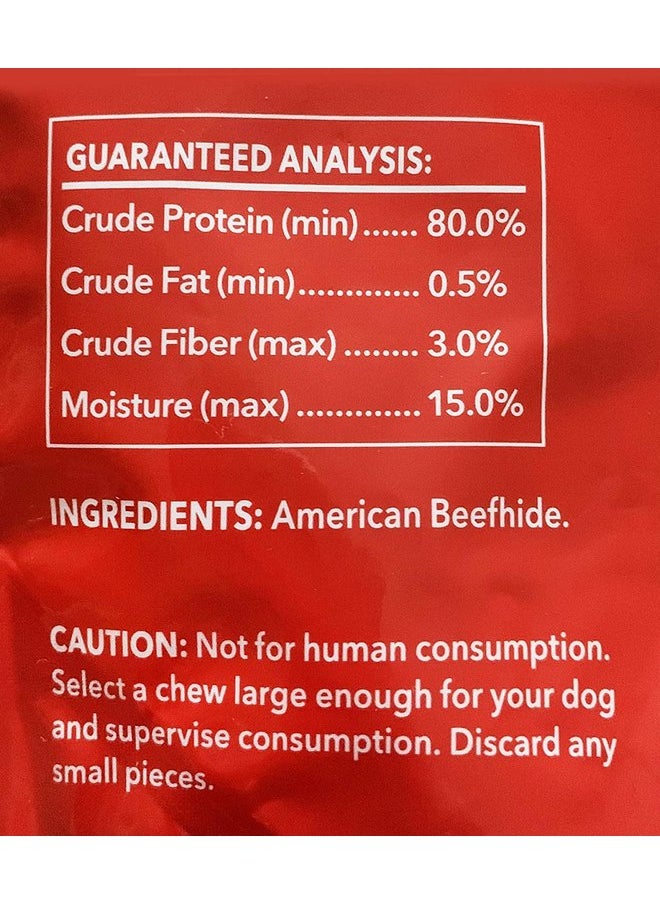 GUARANTEED ANALYSIS:
Crude Protein (min)...... 80.0%
Crude Fat (min)............. 0.5%
Crude Fiber (max) ........ 3.0%
Moisture (max) ............. 15.0%
INGREDIENTS: American Beefhide.
CAUTION: Not for human consumption.
Select a chew large enough for your dog
and supervise consumption. Discard any
small pieces.